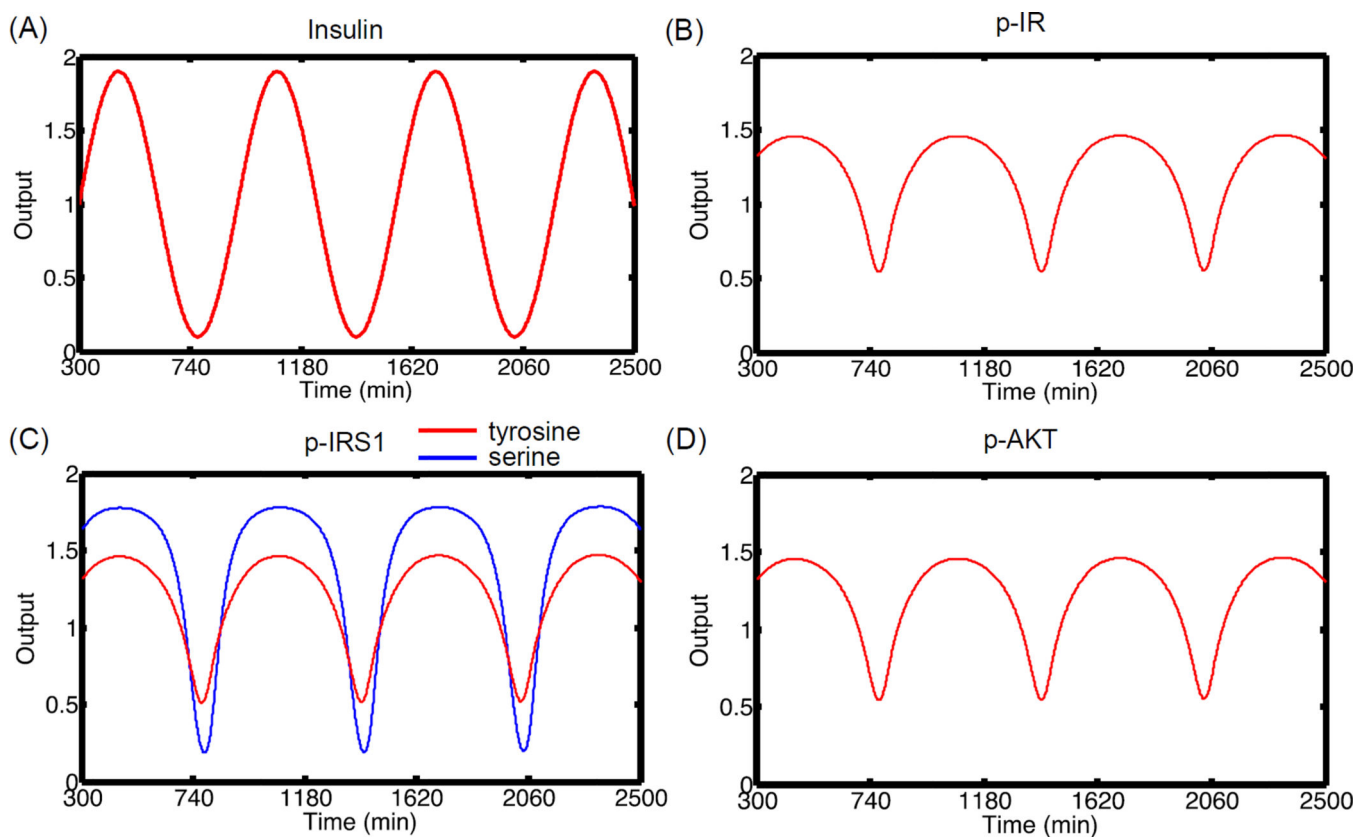 (A) Insulin
2
1.5
1
0.5
0
Output
300 740 1180 1620 2060 2500
Time (min)
(B) p-IR
2
1.5
1
0.5
0
Output
300 740 1180 1620 2060 2500
Time (min)
(C) p-IRS1
tyrosine
serine
2
1.5
1
0.5
0
Output
300 740 1180 1620 2060 2500
Time (min)
(D) p-AKT
2
1.5
1
0.5
0
Output
300 740 1180 1620 2060 2500
Time (min)